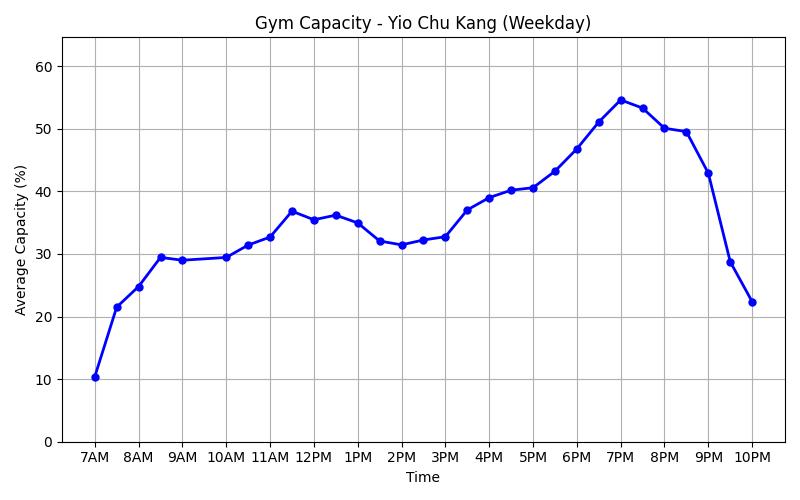 Gym Capacity - Yio Chu Kang (Weekday)
60
50
40
30
20
10
0
Average Capacity (%)
7AM 8AM 9AM 10AM 11AM 12PM 1PM 2PM 3PM 4PM 5PM 6PM 7PM 8PM 9PM 10PM
Time